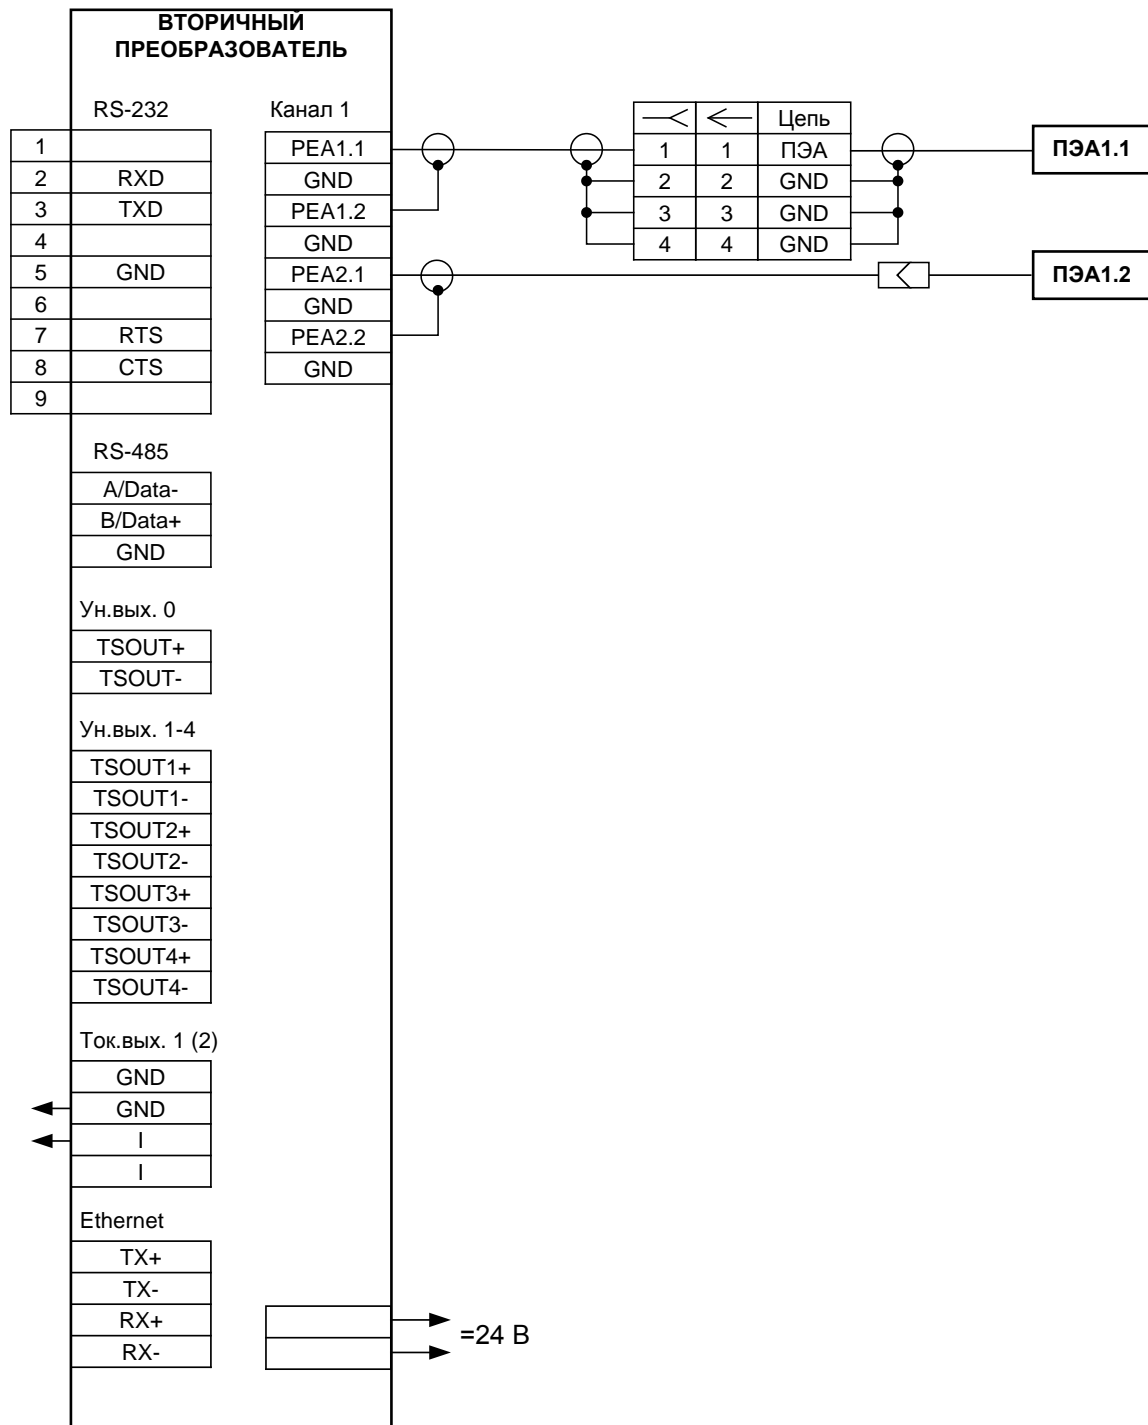 ВТОРИЧНЫЙ
ПРЕОБРАЗОВАТЕЛЬ
RS-232
1
2 RXD
3 TXD
4
5 GND
6
7 RTS
8 CTS
9
Канал 1
PEA1.1
GND
PEA1.2
GND
PEA2.1
GND
PEA2.2
GND
Цепь
1 1 ПЭА
2 2 GND
3 3 GND
4 4 GND
ПЭА1.1
ПЭА1.2
RS-485
A/Data-
B/Data+
GND
Ун.вых. 0
TSOUT+
TSOUT-
Ун.вых. 1-4
TSOUT1+
TSOUT1-
TSOUT2+
TSOUT2-
TSOUT3+
TSOUT3-
TSOUT4+
TSOUT4-
Ток.вых. 1 (2)
GND
GND
I
I
Ethernet
TX+
TX-
RX+
RX-
=24 В